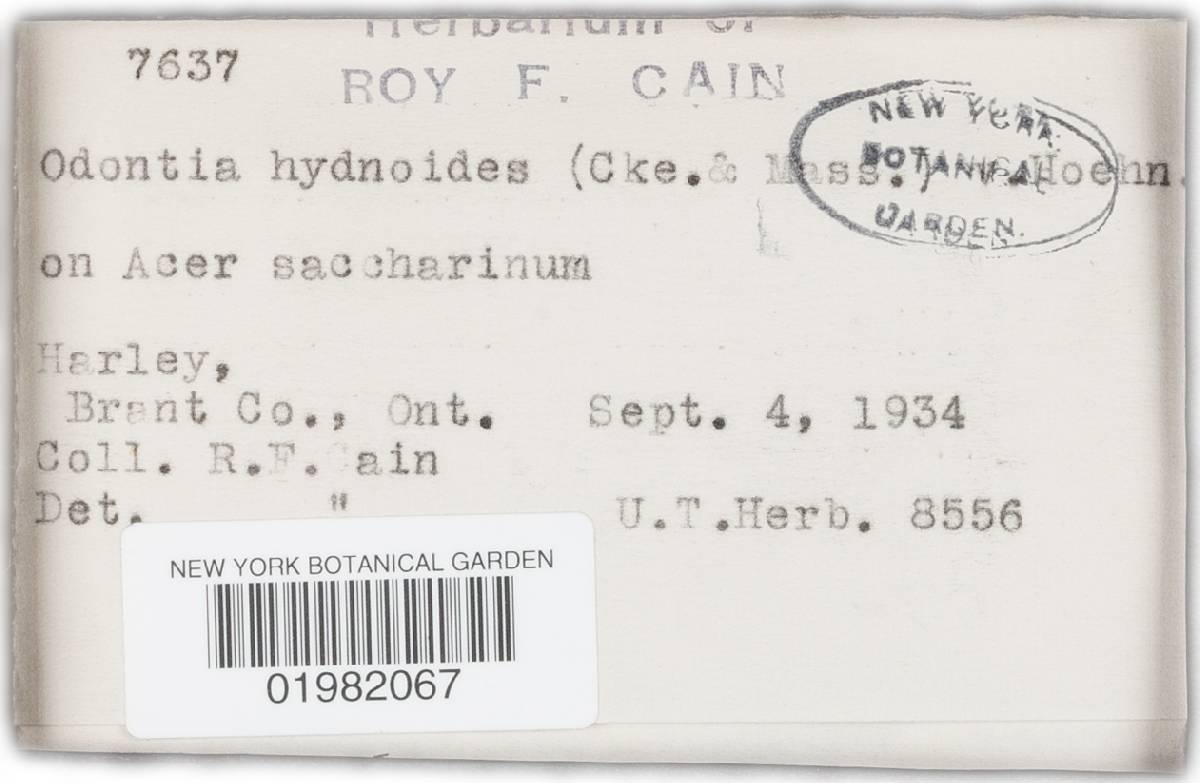 Herbarium of
7637
ROY F. CAIN
NEW YORK
BOTANICAL
GARDEN.
Odontia hydnoides (Cke.& Mass.) v.Hoehn.
on Acer saccharinum
Harley,
Brant Co., Ont. Sept. 4, 1934
Coll. R.F.Cain
Det. " U.T.Herb. 8556
NEW YORK BOTANICAL GARDEN
01982067